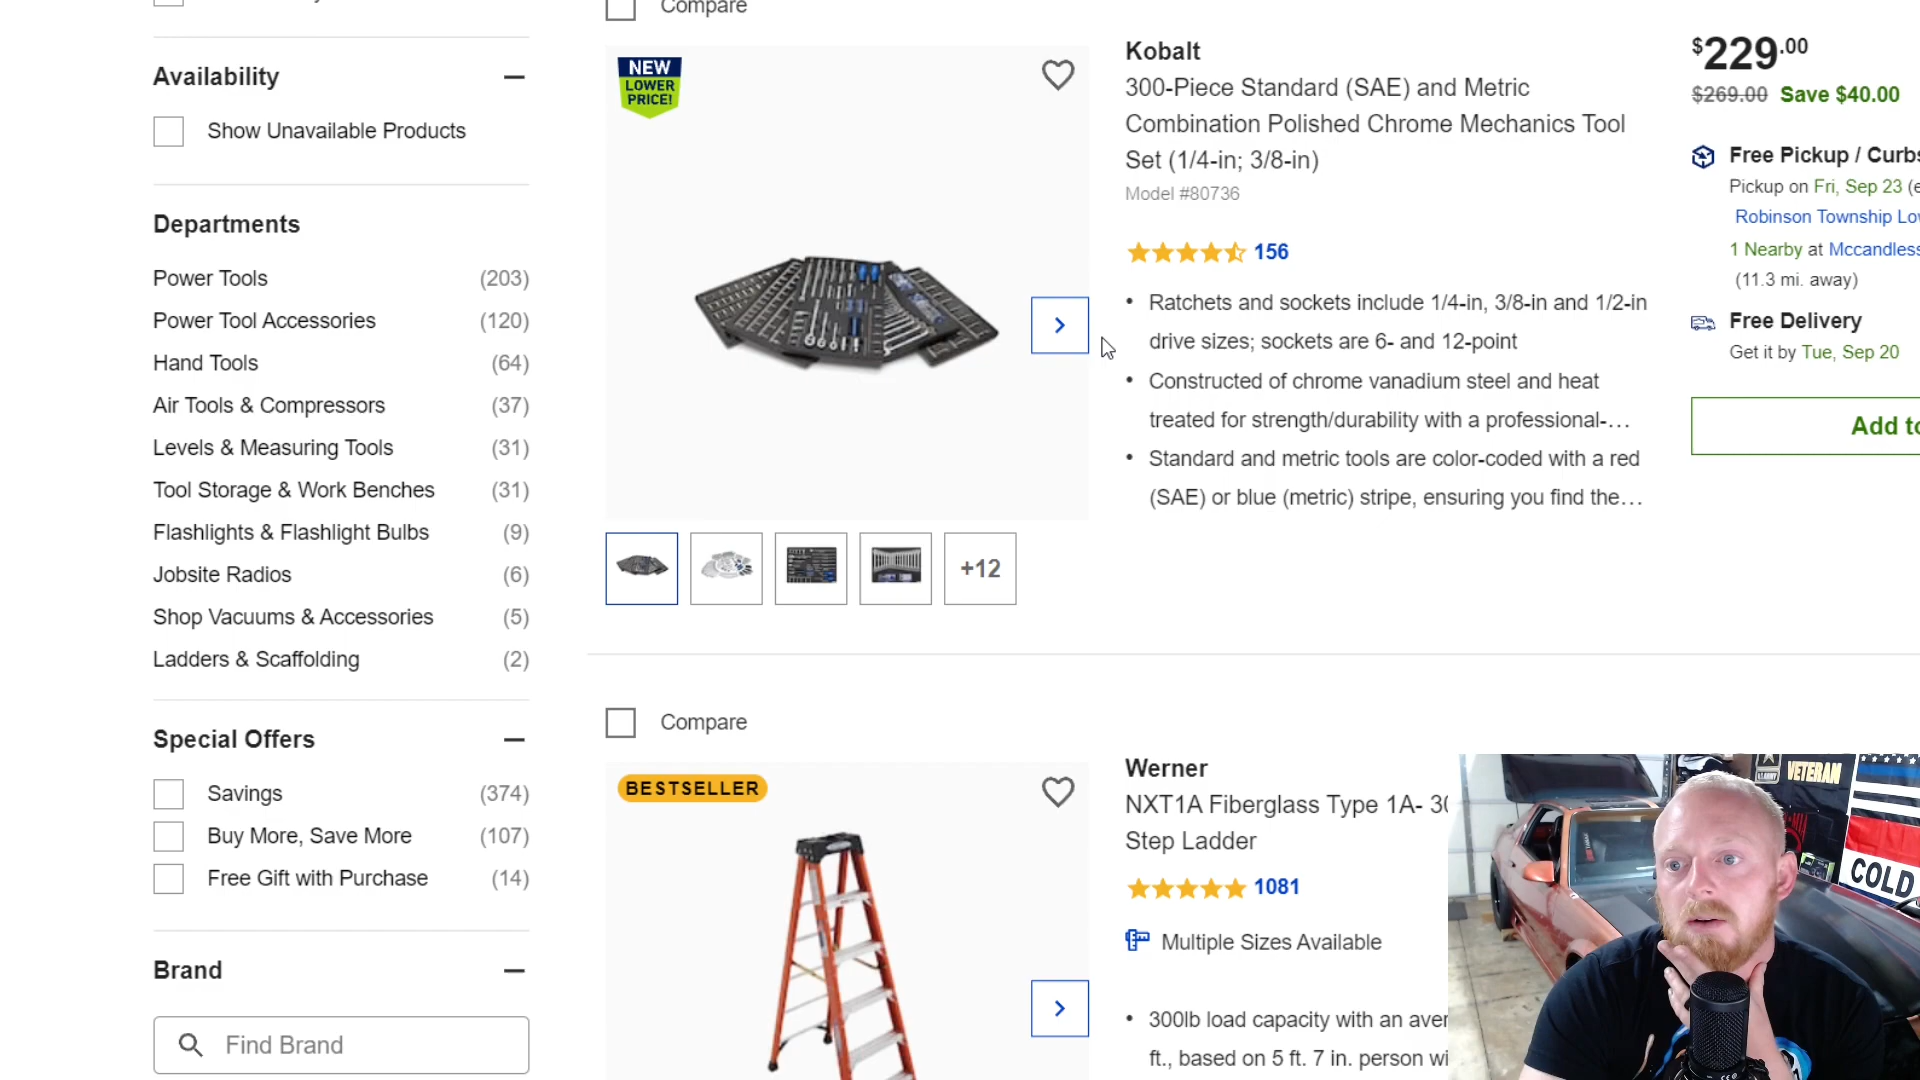 Compare
Availability
Show Unavailable Products
Departments
Power Tools (203)
Power Tool Accessories (120)
Hand Tools (64)
Air Tools & Compressors (37)
Levels & Measuring Tools (31)
Tool Storage & Work Benches (31)
Flashlights & Flashlight Bulbs (9)
Jobsite Radios (6)
Shop Vacuums & Accessories (5)
Ladders & Scaffolding (2)
Special Offers
Savings (374)
Buy More, Save More (107)
Free Gift with Purchase (14)
Brand
Find Brand
NEW
LOWER
PRICE!
+12
Kobalt
300-Piece Standard (SAE) and Metric
Combination Polished Chrome Mechanics Tool
Set (1/4-in; 3/8-in)
Model #80736
156
• Ratchets and sockets include 1/4-in, 3/8-in and 1/2-in
drive sizes; sockets are 6- and 12-point
• Constructed of chrome vanadium steel and heat
treated for strength/durability with a professional-...
• Standard and metric tools are color-coded with a red
(SAE) or blue (metric) stripe, ensuring you find the...
$229.00
$269.00 Save $40.00
Free Pickup / Curbs
Pickup on Fri, Sep 23 (e
Robinson Township Lo
1 Nearby at Mccandless
(11.3 mi. away)
Free Delivery
Get it by Tue, Sep 20
Add to
Compare
BESTSELLER
Werner
NXT1A Fiberglass Type 1A- 30
Step Ladder
1081
Multiple Sizes Available
• 300lb load capacity with an aver
ft., based on 5 ft. 7 in. person wi
VETERAN
COLD